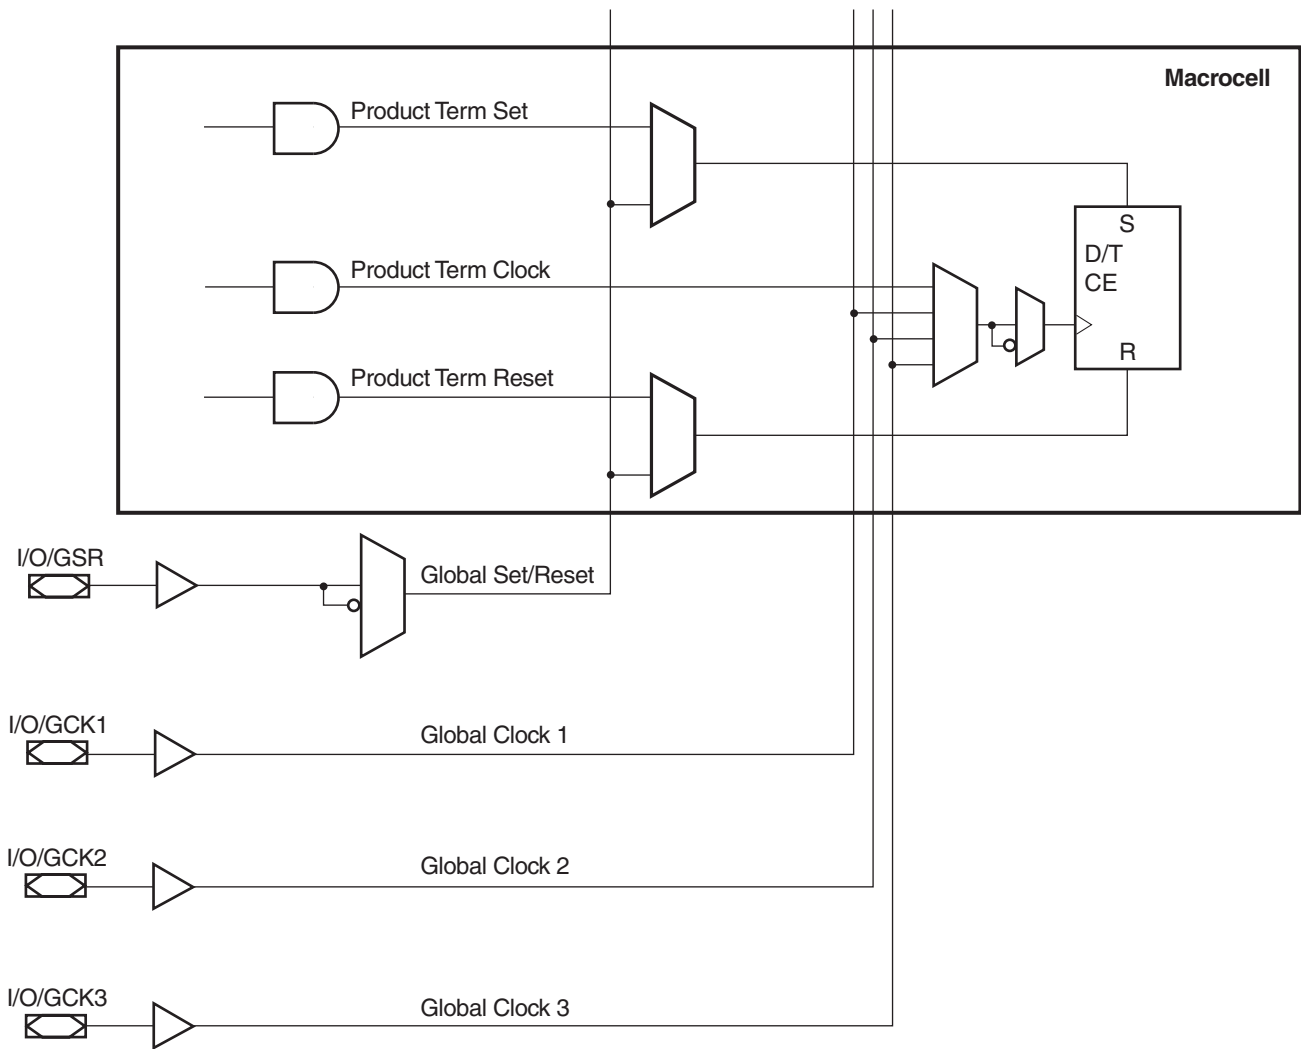 Macrocell
Product Term Set
S
D/T
CE
Product Term Clock
R
Product Term Reset
I/O/GSR
Global Set/Reset
I/O/GCK1
Global Clock 1
I/O/GCK2
Global Clock 2
I/O/GCK3
Global Clock 3